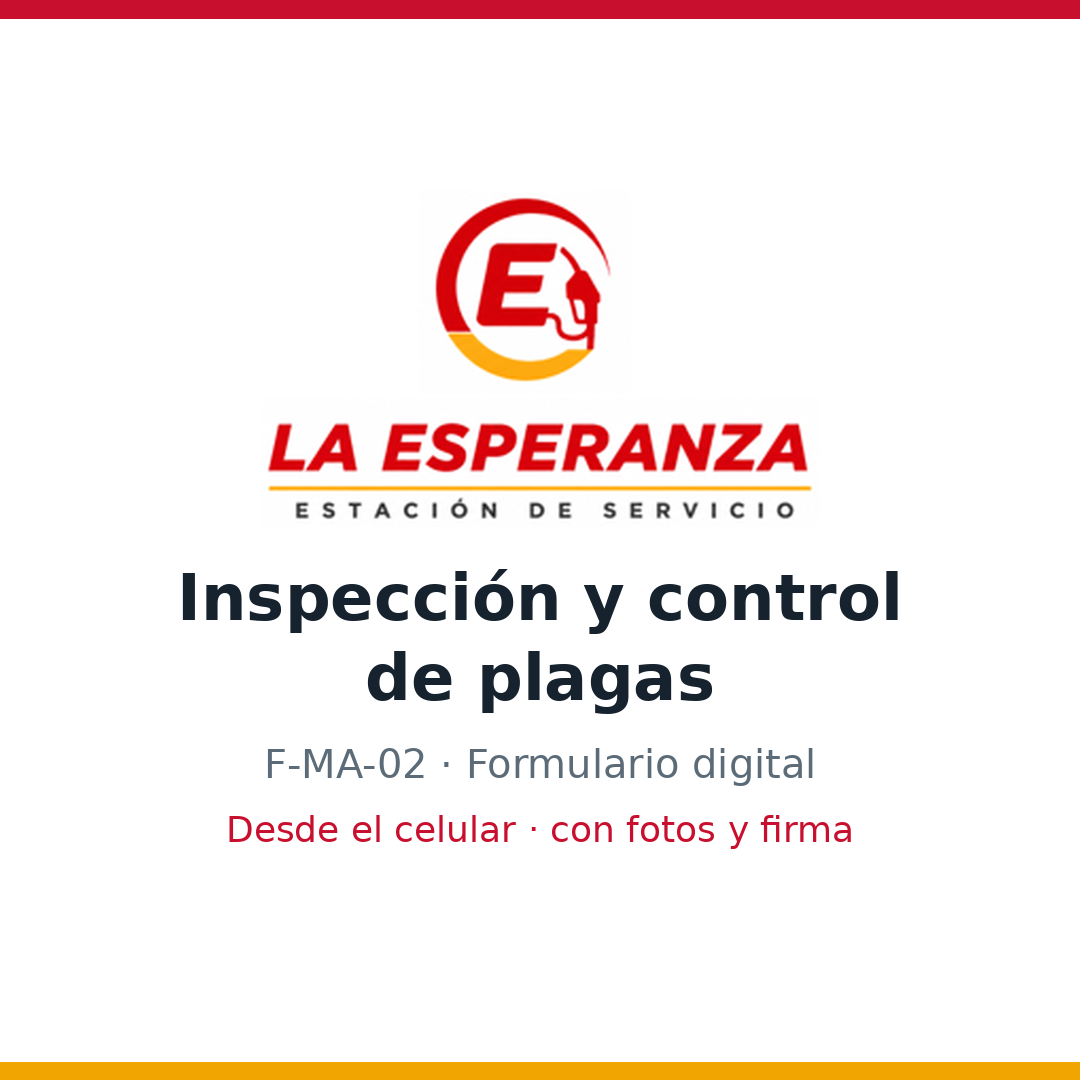 E
LA ESPERANZA
ESTACIÓN DE SERVICIO
Inspección y control
de plagas
F-MA-02 · Formulario digital
Desde el celular · con fotos y firma